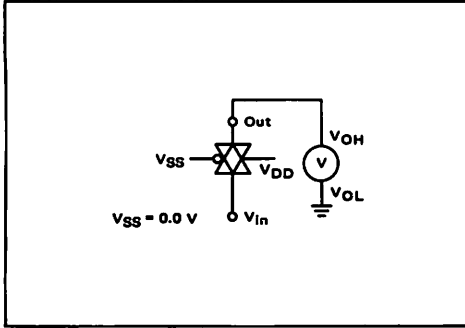 Out
VOH
VSS
V
VDD
VOL
VSS = 0.0 V
Vin